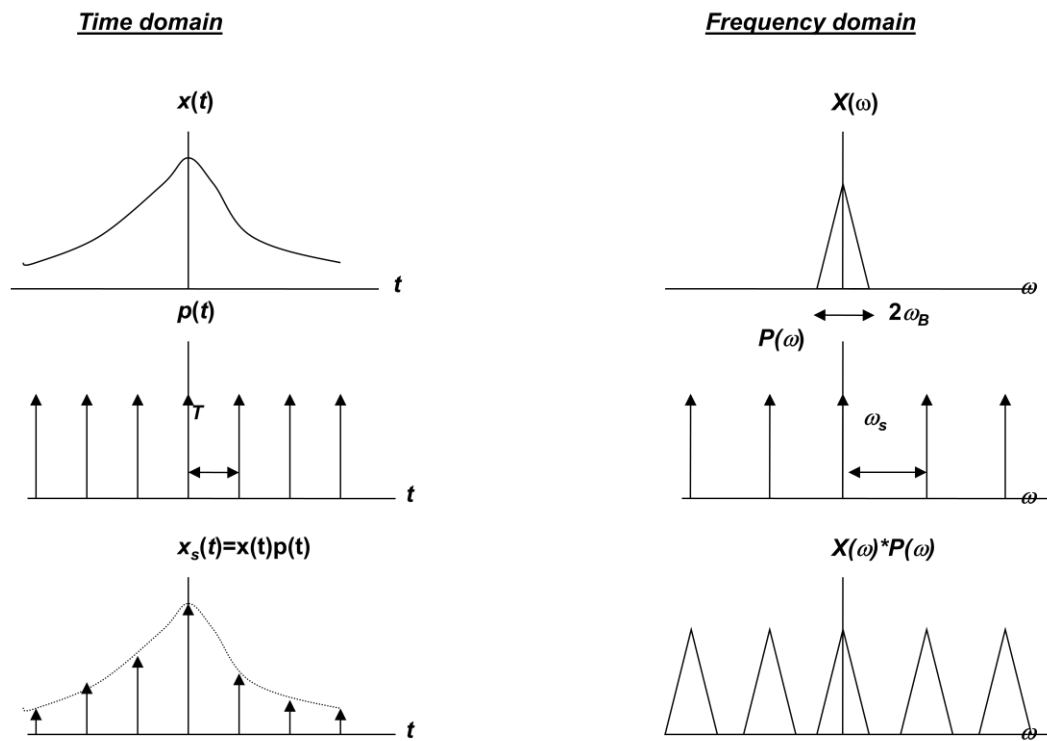 Time domain
Frequency domain
x(t)
X(ω)
t
ω
2ω_B
p(t)
P(ω)
T
ω_s
t
ω
x_s(t)=x(t)p(t)
X(ω)*P(ω)
t
ω